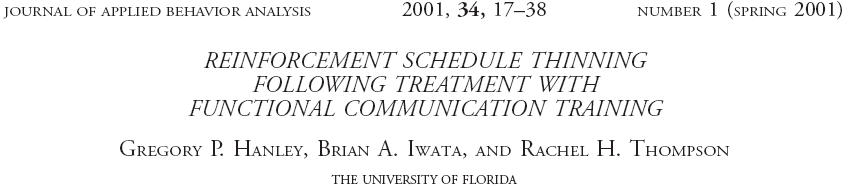 JOURNAL OF APPLIED BEHAVIOR ANALYSIS 2001, 34, 17–38 NUMBER 1 (SPRING 2001)
REINFORCEMENT SCHEDULE THINNING
FOLLOWING TREATMENT WITH
FUNCTIONAL COMMUNICATION TRAINING
GREGORY P. HANLEY, BRIAN A. IWATA, AND RACHEL H. THOMPSON
THE UNIVERSITY OF FLORIDA